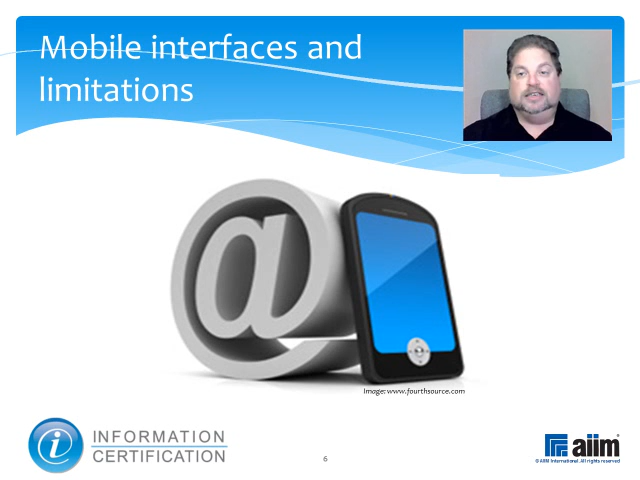 Mobile interfaces and
limitations
@
Image: www.fourthsource.com
i
INFORMATION
CERTIFICATION
6
aiim
© AIIM International. All rights reserved